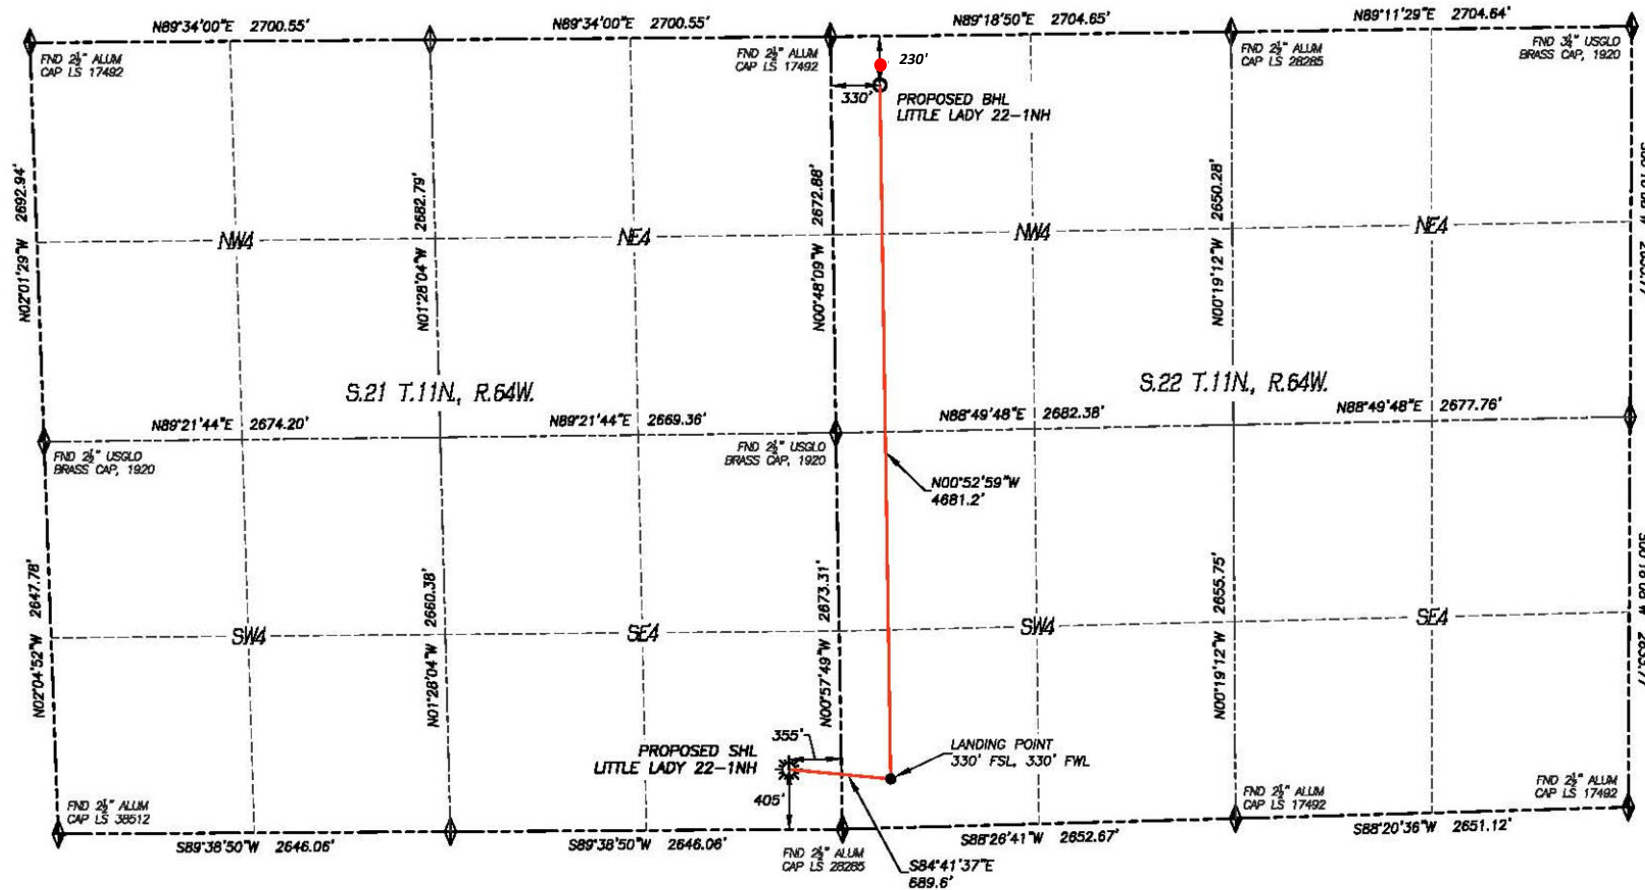 N89°34'00"E 2700.55'
N89°34'00"E 2700.55'
N89°18'50"E 2704.65'
N89°11'29"E 2704.64'
FND 2½" ALUM
CAP LS 17492
FND 2½" ALUM
CAP LS 17492
230'
FND 2½" ALUM
CAP LS 28285
FND 3¼" USGLO
BRASS CAP, 1920
330'
PROPOSED BHL
LITTLE LADY 22-1NH
N02°01'29"W 2692.94'
N01°28'04"W 2682.79'
N00°48'09"W 2672.88'
N00°19'12"W 2650.28'
NW4
NE4
NW4
NE4
S.21 T.11N., R.64W.
S.22 T.11N., R.64W.
N89°21'44"E 2674.20'
N89°21'44"E 2669.36'
N88°49'48"E 2682.38'
N88°49'48"E 2677.76'
FND 2½" USGLO
BRASS CAP, 1920
FND 2½" USGLO
BRASS CAP, 1920
N00°52'59"W
4681.2'
N02°04'52"W 2647.78'
N01°28'04"W 2660.38'
N00°57'49"W 2673.31'
N00°19'12"W 2655.75'
SW4
SE4
SW4
SE4
355'
PROPOSED SHL
LITTLE LADY 22-1NH
LANDING POINT
330' FSL, 330' FWL
405'
FND 2½" ALUM
CAP LS 38512
FND 2½" ALUM
CAP LS 28285
FND 2½" ALUM
CAP LS 17492
FND 2½" ALUM
CAP LS 17492
S89°38'50"W 2646.06'
S89°38'50"W 2646.06'
S88°26'41"W 2652.67'
S88°20'36"W 2651.12'
S84°41'37"E
689.6'